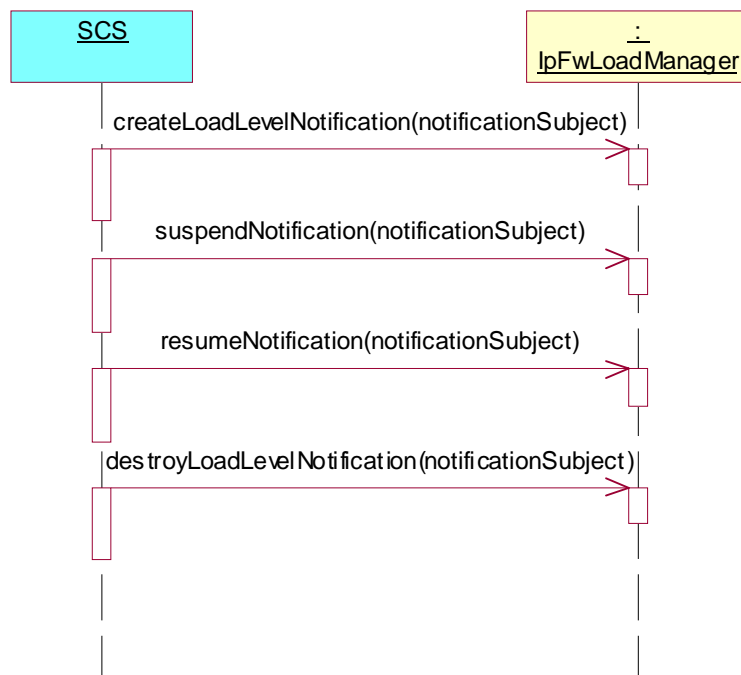 SCS
:
IpFwLoadManager
createLoadLevelNotification(notificationSubject)
suspendNotification(notificationSubject)
resumeNotification(notificationSubject)
destroyLoadLevelNotification(notificationSubject)